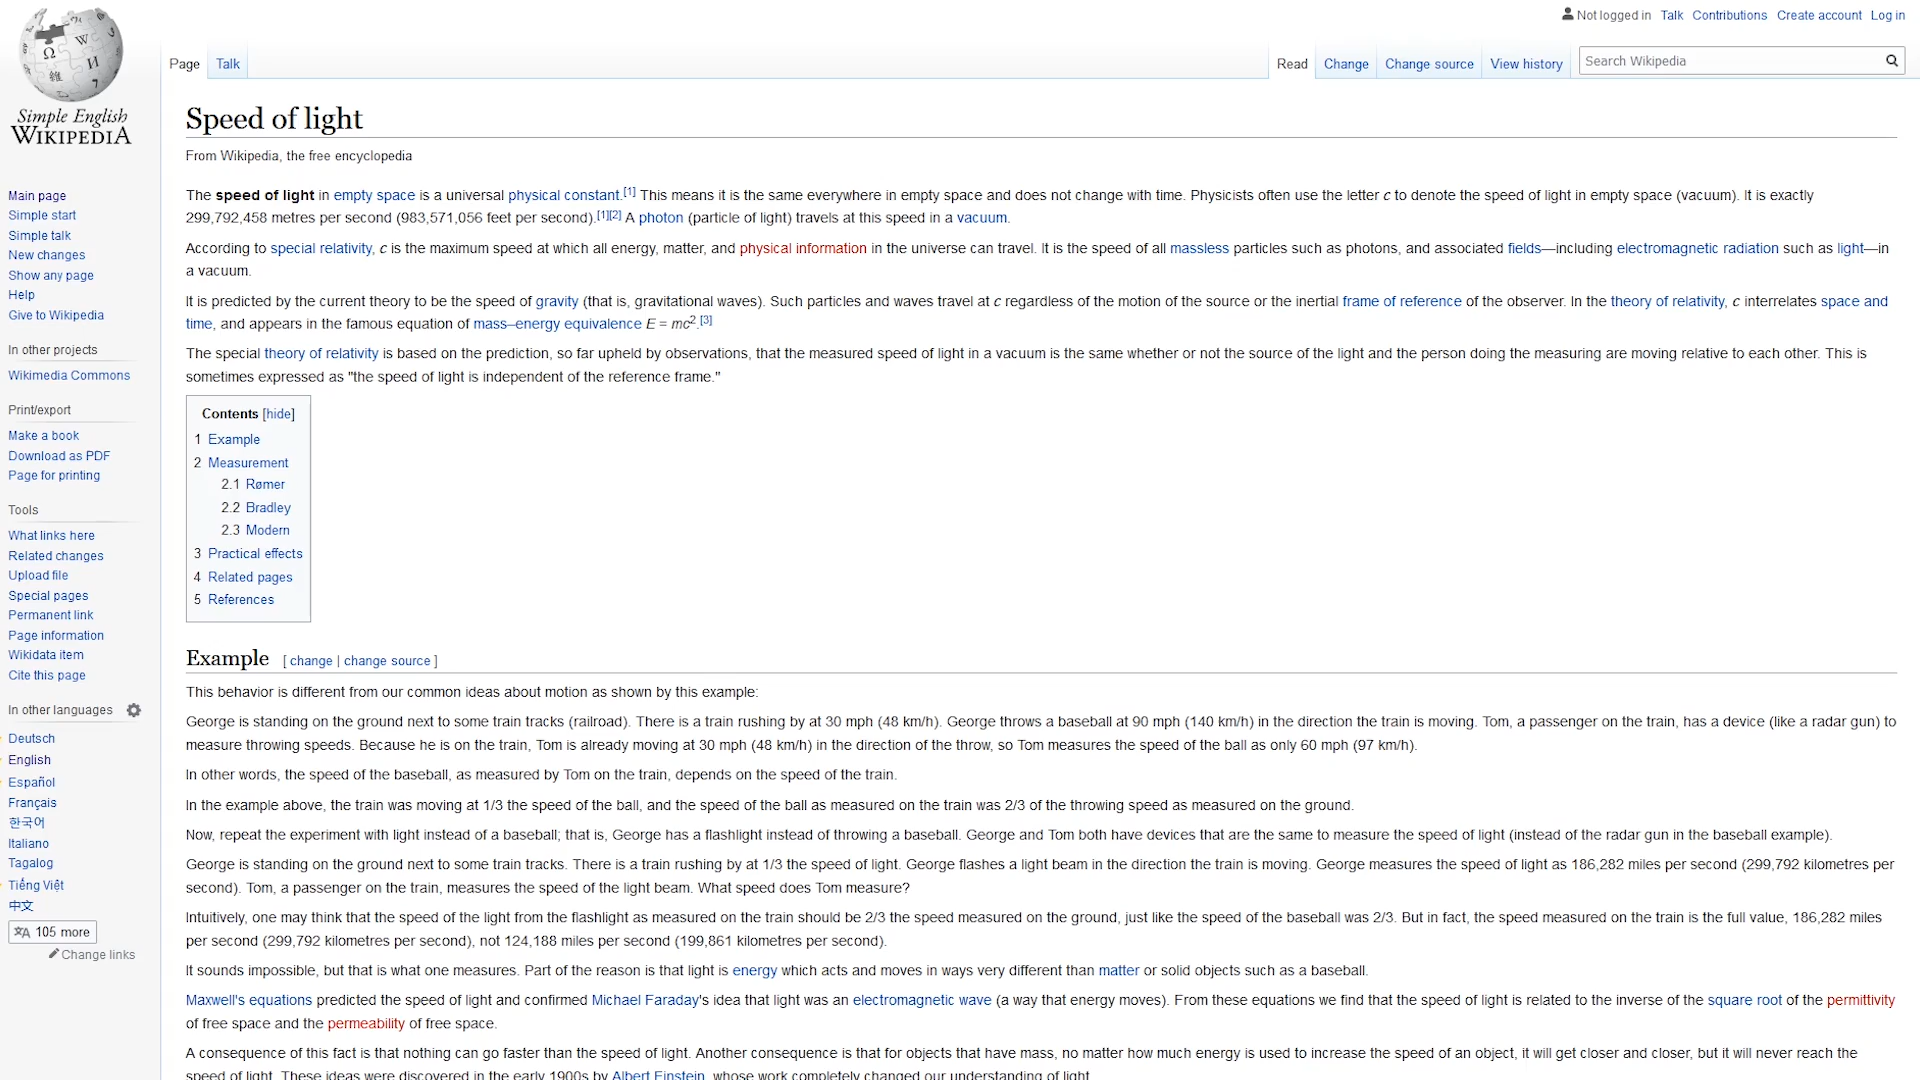 Not logged in Talk Contributions Create account Log in
Page Talk Read Change Change source View history Search Wikipedia
Simple English
WIKIPEDIA
Main page
Simple start
Simple talk
New changes
Show any page
Help
Give to Wikipedia
In other projects
Wikimedia Commons
Print/export
Make a book
Download as PDF
Page for printing
Tools
What links here
Related changes
Upload file
Special pages
Permanent link
Page information
Wikidata item
Cite this page
In other languages
Deutsch
English
Español
Français
한국어
Italiano
Tagalog
Tiếng Việt
中文
105 more
Change links
Speed of light
From Wikipedia, the free encyclopedia
The speed of light in empty space is a universal physical constant.[1] This means it is the same everywhere in empty space and does not change with time. Physicists often use the letter c to denote the speed of light in empty space (vacuum). It is exactly
299,792,458 metres per second (983,571,056 feet per second).[1][2] A photon (particle of light) travels at this speed in a vacuum.
According to special relativity, c is the maximum speed at which all energy, matter, and physical information in the universe can travel. It is the speed of all massless particles such as photons, and associated fields—including electromagnetic radiation such as light—in
a vacuum.
It is predicted by the current theory to be the speed of gravity (that is, gravitational waves). Such particles and waves travel at c regardless of the motion of the source or the inertial frame of reference of the observer. In the theory of relativity, c interrelates space and
time, and appears in the famous equation of mass–energy equivalence E = mc2.[3]
The special theory of relativity is based on the prediction, so far upheld by observations, that the measured speed of light in a vacuum is the same whether or not the source of the light and the person doing the measuring are moving relative to each other. This is
sometimes expressed as "the speed of light is independent of the reference frame."
Contents [hide]
1 Example
2 Measurement
2.1 Rømer
2.2 Bradley
2.3 Modern
3 Practical effects
4 Related pages
5 References
Example [ change | change source ]
This behavior is different from our common ideas about motion as shown by this example:
George is standing on the ground next to some train tracks (railroad). There is a train rushing by at 30 mph (48 km/h). George throws a baseball at 90 mph (140 km/h) in the direction the train is moving. Tom, a passenger on the train, has a device (like a radar gun) to
measure throwing speeds. Because he is on the train, Tom is already moving at 30 mph (48 km/h) in the direction of the throw, so Tom measures the speed of the ball as only 60 mph (97 km/h).
In other words, the speed of the baseball, as measured by Tom on the train, depends on the speed of the train.
In the example above, the train was moving at 1/3 the speed of the ball, and the speed of the ball as measured on the train was 2/3 of the throwing speed as measured on the ground.
Now, repeat the experiment with light instead of a baseball; that is, George has a flashlight instead of throwing a baseball. George and Tom both have devices that are the same to measure the speed of light (instead of the radar gun in the baseball example).
George is standing on the ground next to some train tracks. There is a train rushing by at 1/3 the speed of light. George flashes a light beam in the direction the train is moving. George measures the speed of light as 186,282 miles per second (299,792 kilometres per
second). Tom, a passenger on the train, measures the speed of the light beam. What speed does Tom measure?
Intuitively, one may think that the speed of the light from the flashlight as measured on the train should be 2/3 the speed measured on the ground, just like the speed of the baseball was 2/3. But in fact, the speed measured on the train is the full value, 186,282 miles
per second (299,792 kilometres per second), not 124,188 miles per second (199,861 kilometres per second).
It sounds impossible, but that is what one measures. Part of the reason is that light is energy which acts and moves in ways very different than matter or solid objects such as a baseball.
Maxwell's equations predicted the speed of light and confirmed Michael Faraday's idea that light was an electromagnetic wave (a way that energy moves). From these equations we find that the speed of light is related to the inverse of the square root of the permittivity
of free space and the permeability of free space.
A consequence of this fact is that nothing can go faster than the speed of light. Another consequence is that for objects that have mass, no matter how much energy is used to increase the speed of an object, it will get closer and closer, but it will never reach the
speed of light. These ideas were discovered in the early 1900s by Albert Einstein, whose work completely changed our understanding of light.